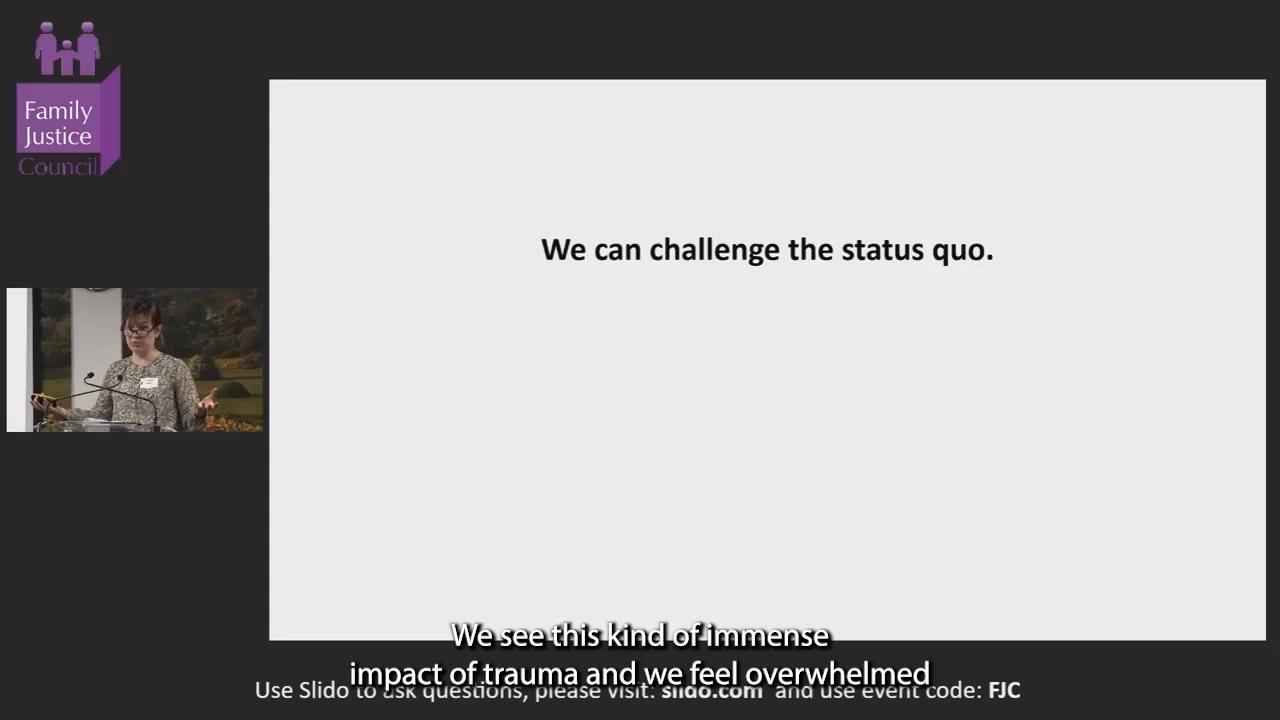 Family
Justice
Council
We can challenge the status quo.
We see this kind of immense
impact of trauma and we feel overwhelmed
Use Slido to ask questions, please visit: slido.com and use event code: FJC